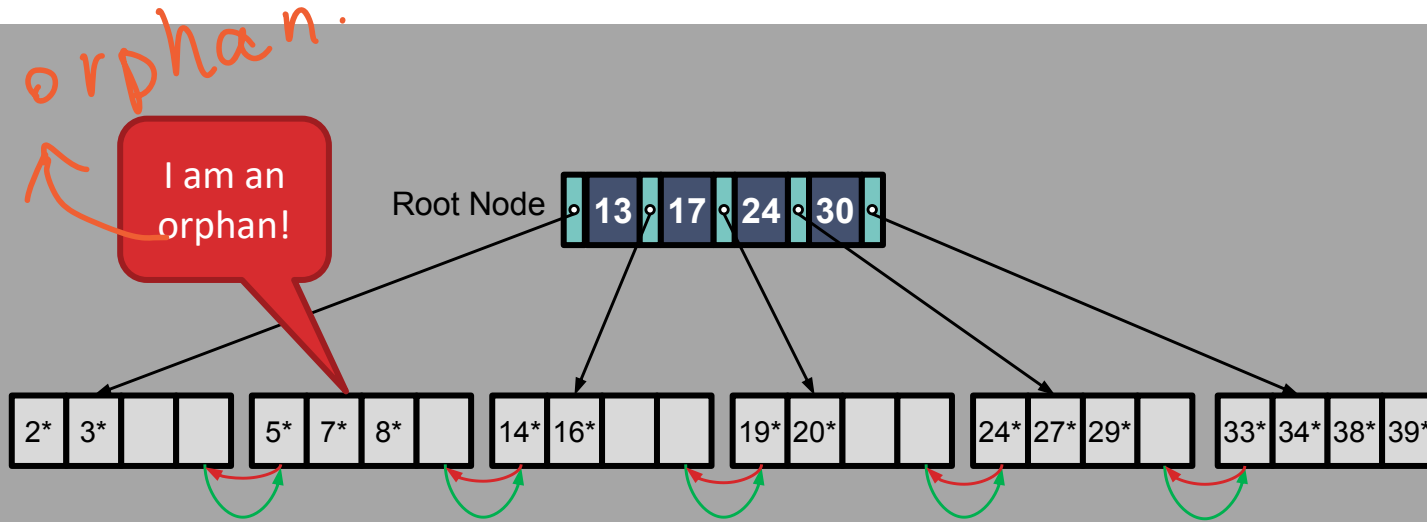 orphan.
I am an
orphan!
Root Node 13 17 24 30
2* 3* 5* 7* 8* 14* 16* 19* 20* 24* 27* 29* 33* 34* 38* 39*